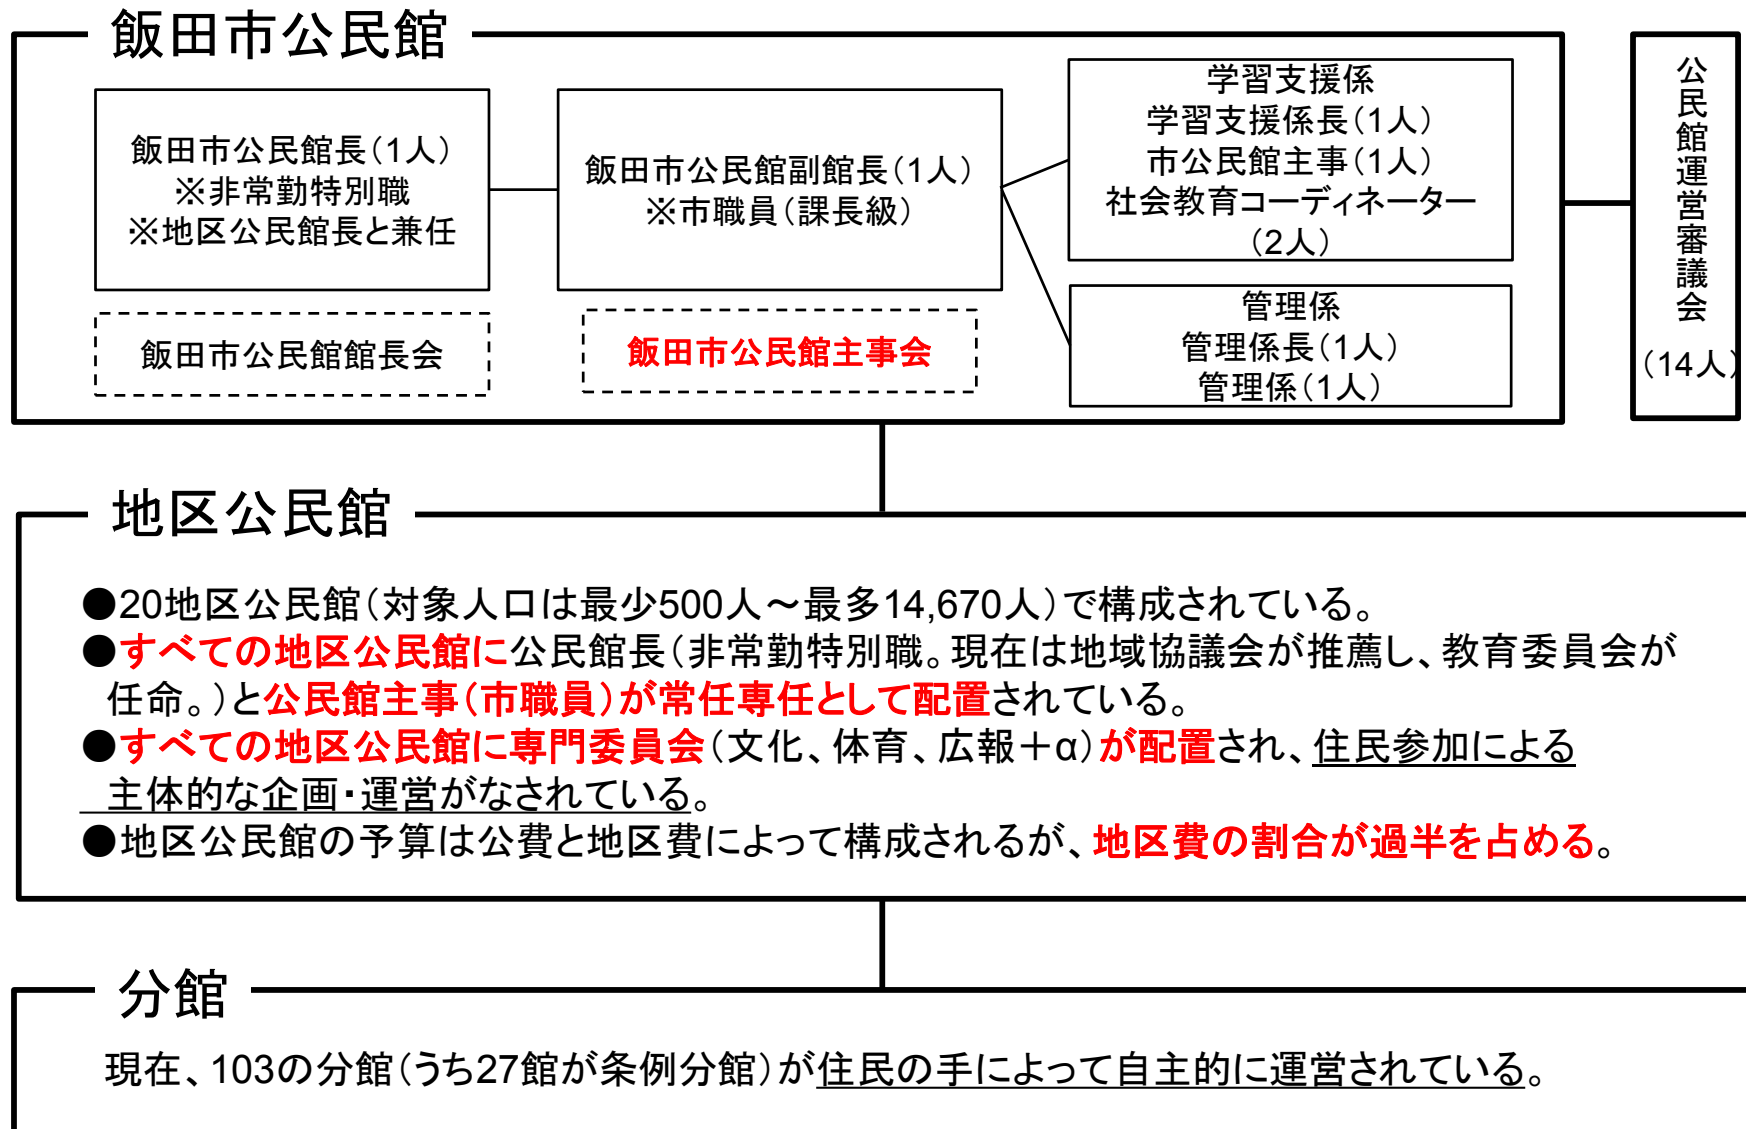 飯田市公民館
飯田市公民館長(1人)
※非常勤特別職
※地区公民館長と兼任
飯田市公民館副館長(1人)
※市職員(課長級)
学習支援係
学習支援係長(1人)
市公民館主事(1人)
社会教育コーディネーター
(2人)
管理係
管理係長(1人)
管理係(1人)
飯田市公民館館長会
飯田市公民館主事会
公民館運営審議会
(14人)
地区公民館
●20地区公民館(対象人口は最少500人～最多14,670人)で構成されている。
●すべての地区公民館に公民館長(非常勤特別職。現在は地域協議会が推薦し、教育委員会が
任命。)と公民館主事(市職員)が常任専任として配置されている。
●すべての地区公民館に専門委員会(文化、体育、広報＋α)が配置され、住民参加による
主体的な企画・運営がなされている。
●地区公民館の予算は公費と地区費によって構成されるが、地区費の割合が過半を占める。
分館
現在、103の分館(うち27館が条例分館)が住民の手によって自主的に運営されている。